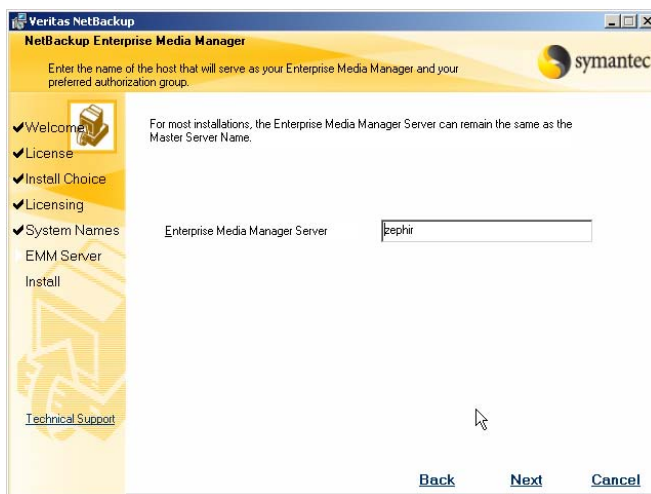 Veritas NetBackup
NetBackup Enterprise Media Manager
Enter the name of the host that will serve as your Enterprise Media Manager and your
preferred authorization group.
symantec
Welcome
License
Install Choice
Licensing
System Names
EMM Server
Install
Technical Support
For most installations, the Enterprise Media Manager Server can remain the same as the
Master Server Name.
Enterprise Media Manager Server
zephir
Back
Next
Cancel